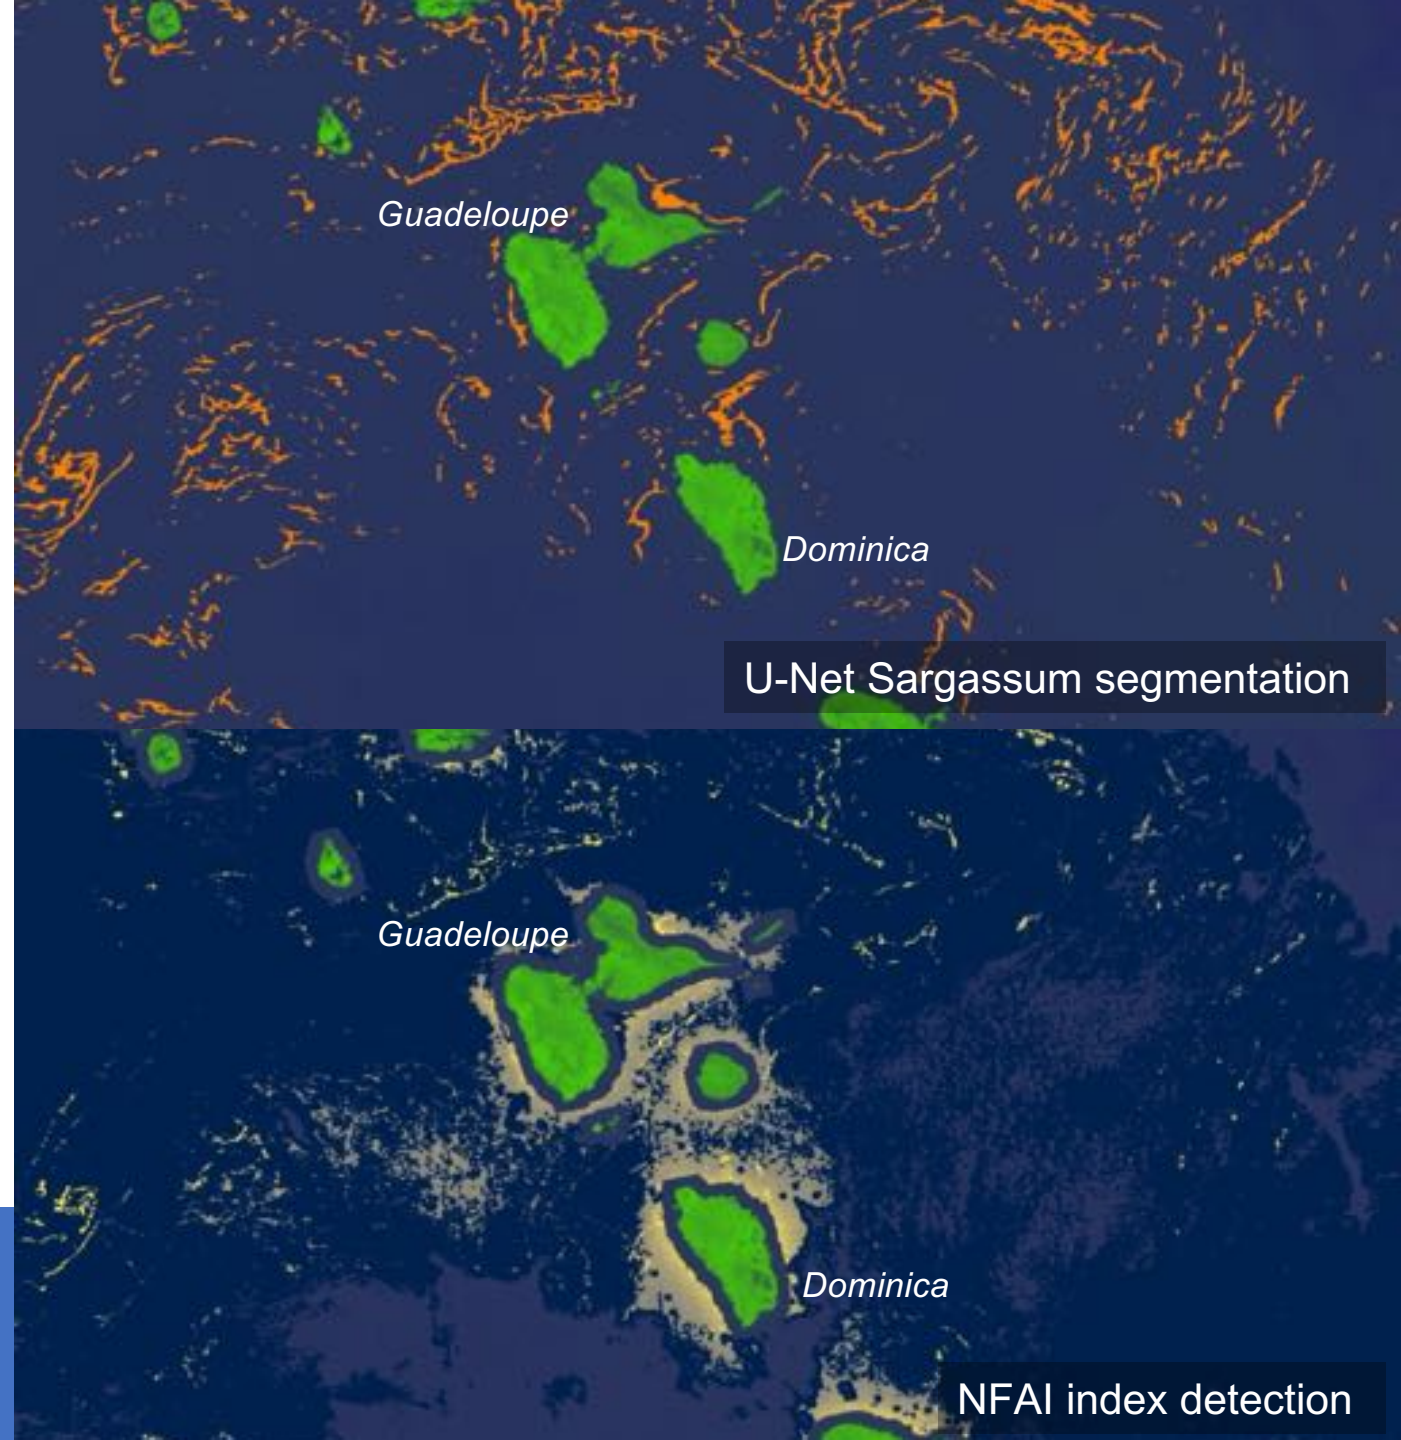 Guadeloupe
Dominica
U-Net Sargassum segmentation
Guadeloupe
Dominica
NFAI index detection